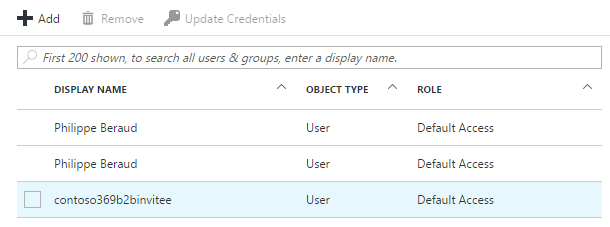 Add Remove Update Credentials
First 200 shown, to search all users & groups, enter a display name.
DISPLAY NAME OBJECT TYPE ROLE
Philippe Beraud User Default Access
Philippe Beraud User Default Access
contoso369b2binvitee User Default Access